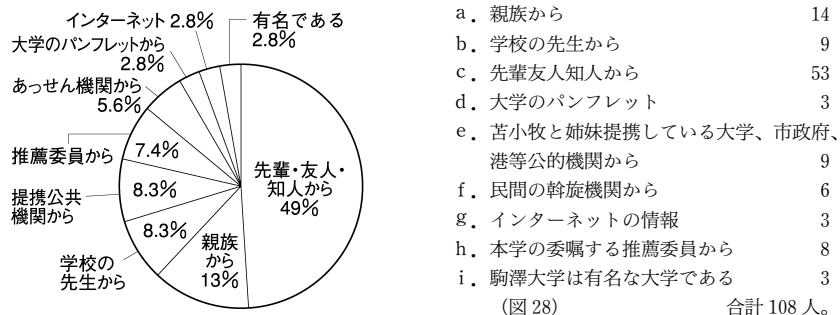 インターネット 2.8%
有名である
2.8%
大学のパンフレットから
2.8%
あっせん機関から
5.6%
推薦委員から
7.4%
提携公共
機関から
8.3%
学校の
先生から
8.3%
親族
から
13%
先輩・友人・
知人から
49%
a．親族から 14
b．学校の先生から 9
c．先輩友人知人から 53
d．大学のパンフレット 3
e．苫小牧と姉妹提携している大学、市政府、
港等公的機関から 9
f．民間の斡旋機関から 6
g．インターネットの情報 3
h．本学の委嘱する推薦委員から 8
i．駒澤大学は有名な大学である 3
（図 28） 合計 108 人。